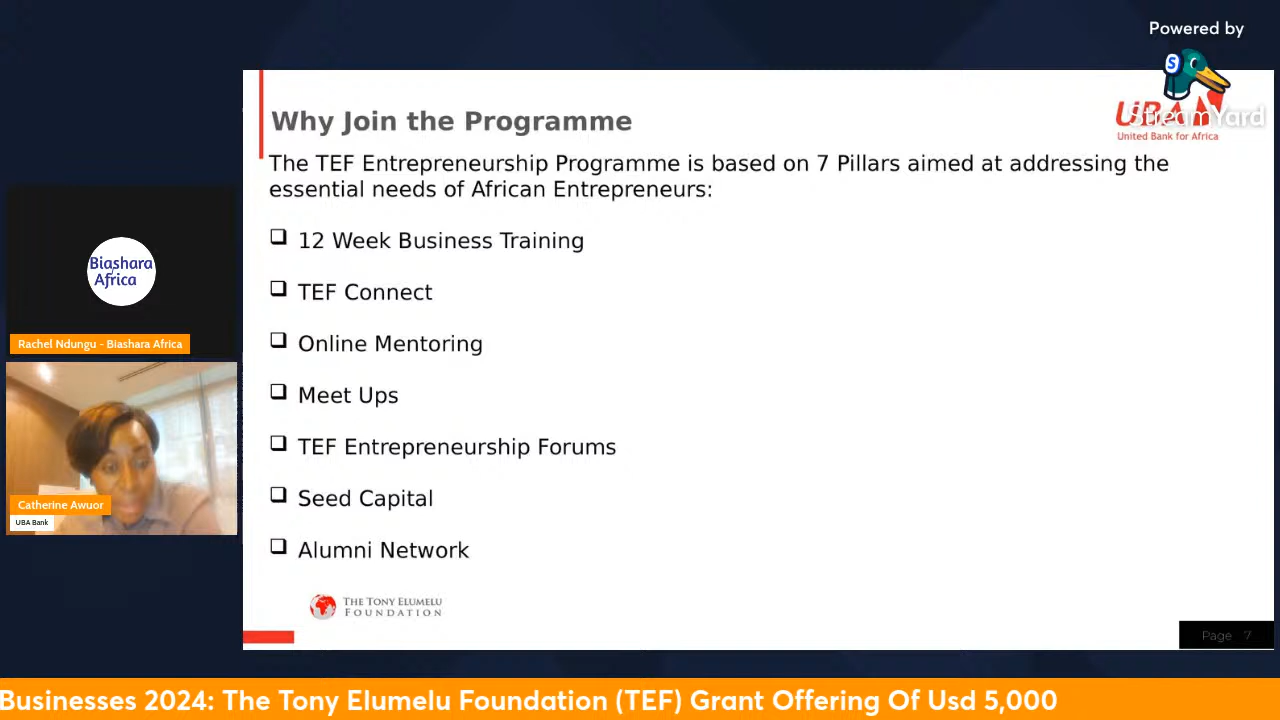 Powered by
StreamYard
UBA
United Bank for Africa
Why Join the Programme
The TEF Entrepreneurship Programme is based on 7 Pillars aimed at addressing the
essential needs of African Entrepreneurs:
12 Week Business Training
TEF Connect
Online Mentoring
Meet Ups
TEF Entrepreneurship Forums
Seed Capital
Alumni Network
THE TONY ELUMELU
FOUNDATION
Page 7
Biashara
Africa
Rachel Ndungu - Biashara Africa
Catherine Awuor
UBA Bank
Businesses 2024: The Tony Elumelu Foundation (TEF) Grant Offering Of Usd 5,000